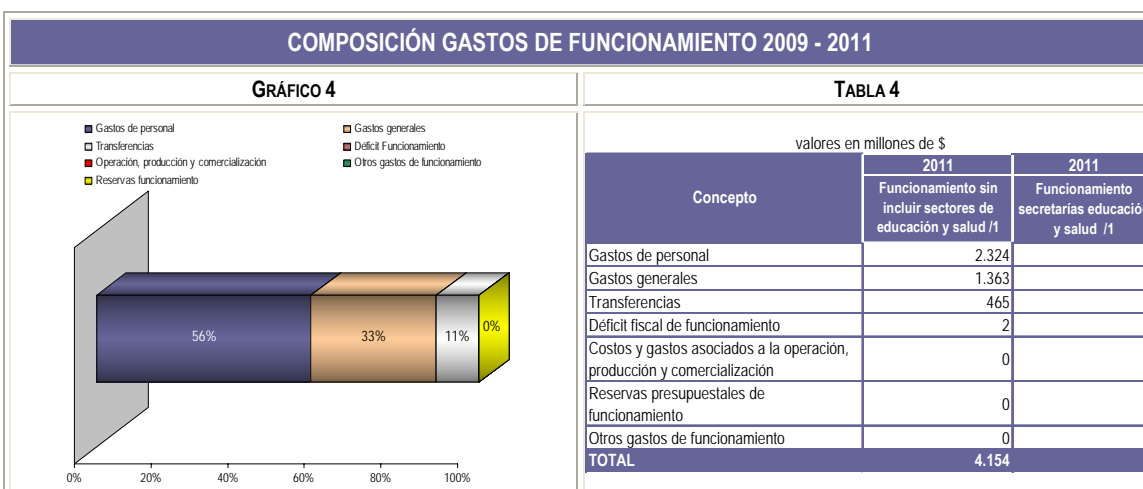 COMPOSICIÓN GASTOS DE FUNCIONAMIENTO 2009 - 2011
GRÁFICO 4
Gastos de personal
Gastos generales
Transferencias
Déficit Funcionamiento
Operación, producción y comercialización
Otros gastos de funcionamiento
Reservas funcionamiento
56%
33%
11%
0%
0%
20%
40%
60%
80%
100%
TABLA 4
valores en millones de $
Concepto
2011
2011
Funcionamiento sin
incluir sectores de
educación y salud /1
Funcionamiento
secretarías educació
y salud /1
Gastos de personal 2.324
Gastos generales 1.363
Transferencias 465
Déficit fiscal de funcionamiento 2
Costos y gastos asociados a la operación,
producción y comercialización 0
Reservas presupuestales de
funcionamiento 0
Otros gastos de funcionamiento 0
TOTAL 4.154